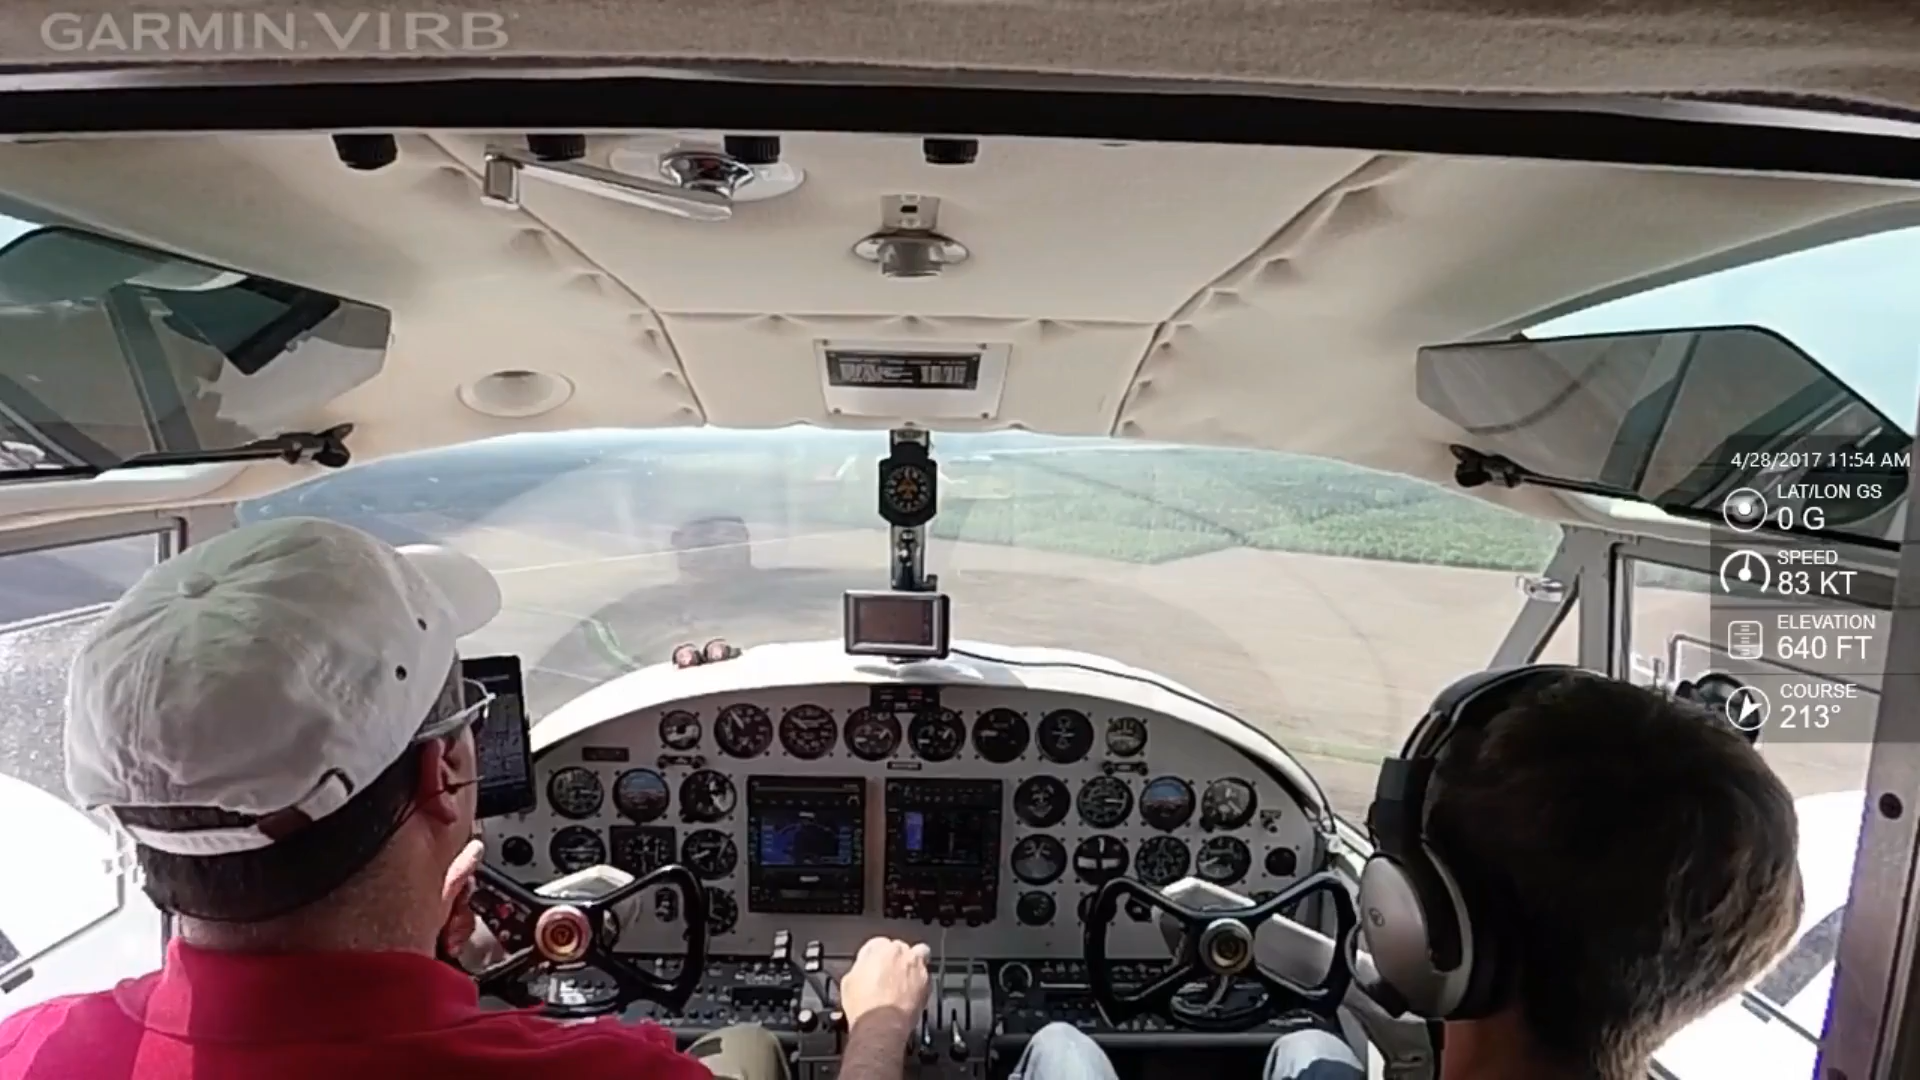 GARMIN. VIRB
4/28/2017 11:54 AM
LAT/LON GS
0 G
SPEED
83 KT
ELEVATION
640 FT
COURSE
213°